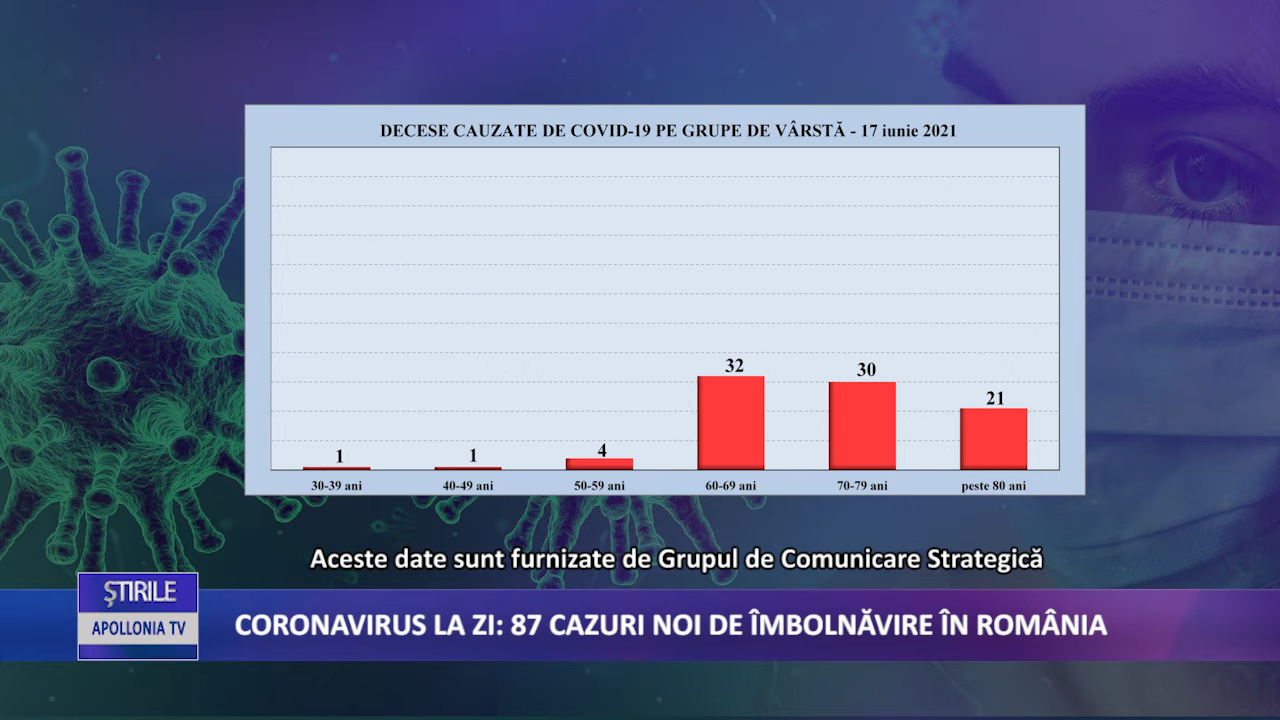 DECESE CAUZATE DE COVID-19 PE GRUPE DE VÂRSTĂ - 17 iunie 2021
1
1
4
32
30
21
30-39 ani
40-49 ani
50-59 ani
60-69 ani
70-79 ani
peste 80 ani
Aceste date sunt furnizate de Grupul de Comunicare Strategică
ŞTIRILE
APOLLONIA TV
CORONAVIRUS LA ZI: 87 CAZURI NOI DE ÎMBOLNĂVIRE ÎN ROMÂNIA